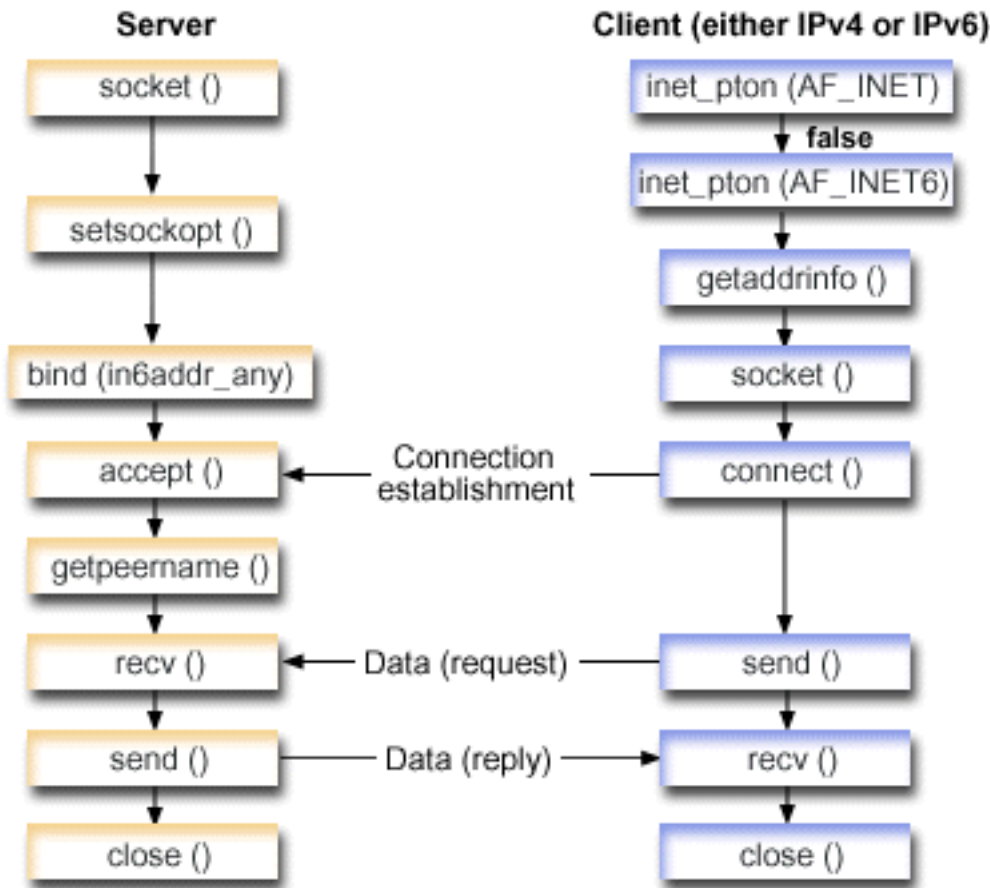 Server
socket ()
setsockopt ()
bind (in6addr_any)
accept ()
getpeername ()
recv ()
send ()
close ()
Connection
establishment
Data (request)
Data (reply)
Client (either IPv4 or IPv6)
inet_pton (AF_INET)
false
inet_pton (AF_INET6)
getaddrinfo ()
socket ()
connect ()
send ()
recv ()
close ()